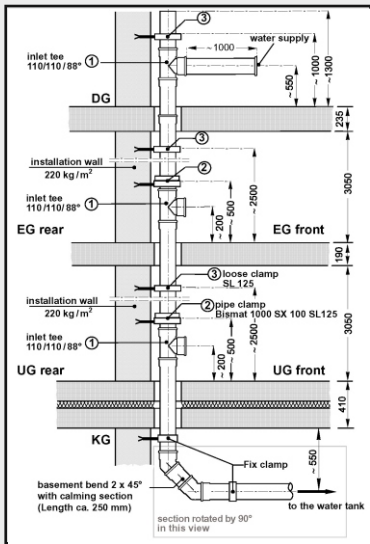 ③
~1000
water supply
inlet tee ①
110/110/88°
~550
~1000
~1300
DG
235
③
installation wall
220 kg/m²
②
inlet tee ①
110/110/88°
~200
~500
~2500
3050
EG rear
EG front
190
③ loose clamp
SL 125
installation wall
220 kg/m²
② pipe clamp
Bismat 1000 SX 100 SL125
inlet tee ①
110/110/88°
~200
~500
~2500
3050
UG rear
UG front
410
KG
Fix clamp
~550
basement bend 2 x 45°
with calming section
(Length ca. 250 mm)
to the water tank
section rotated by 90°
in this view